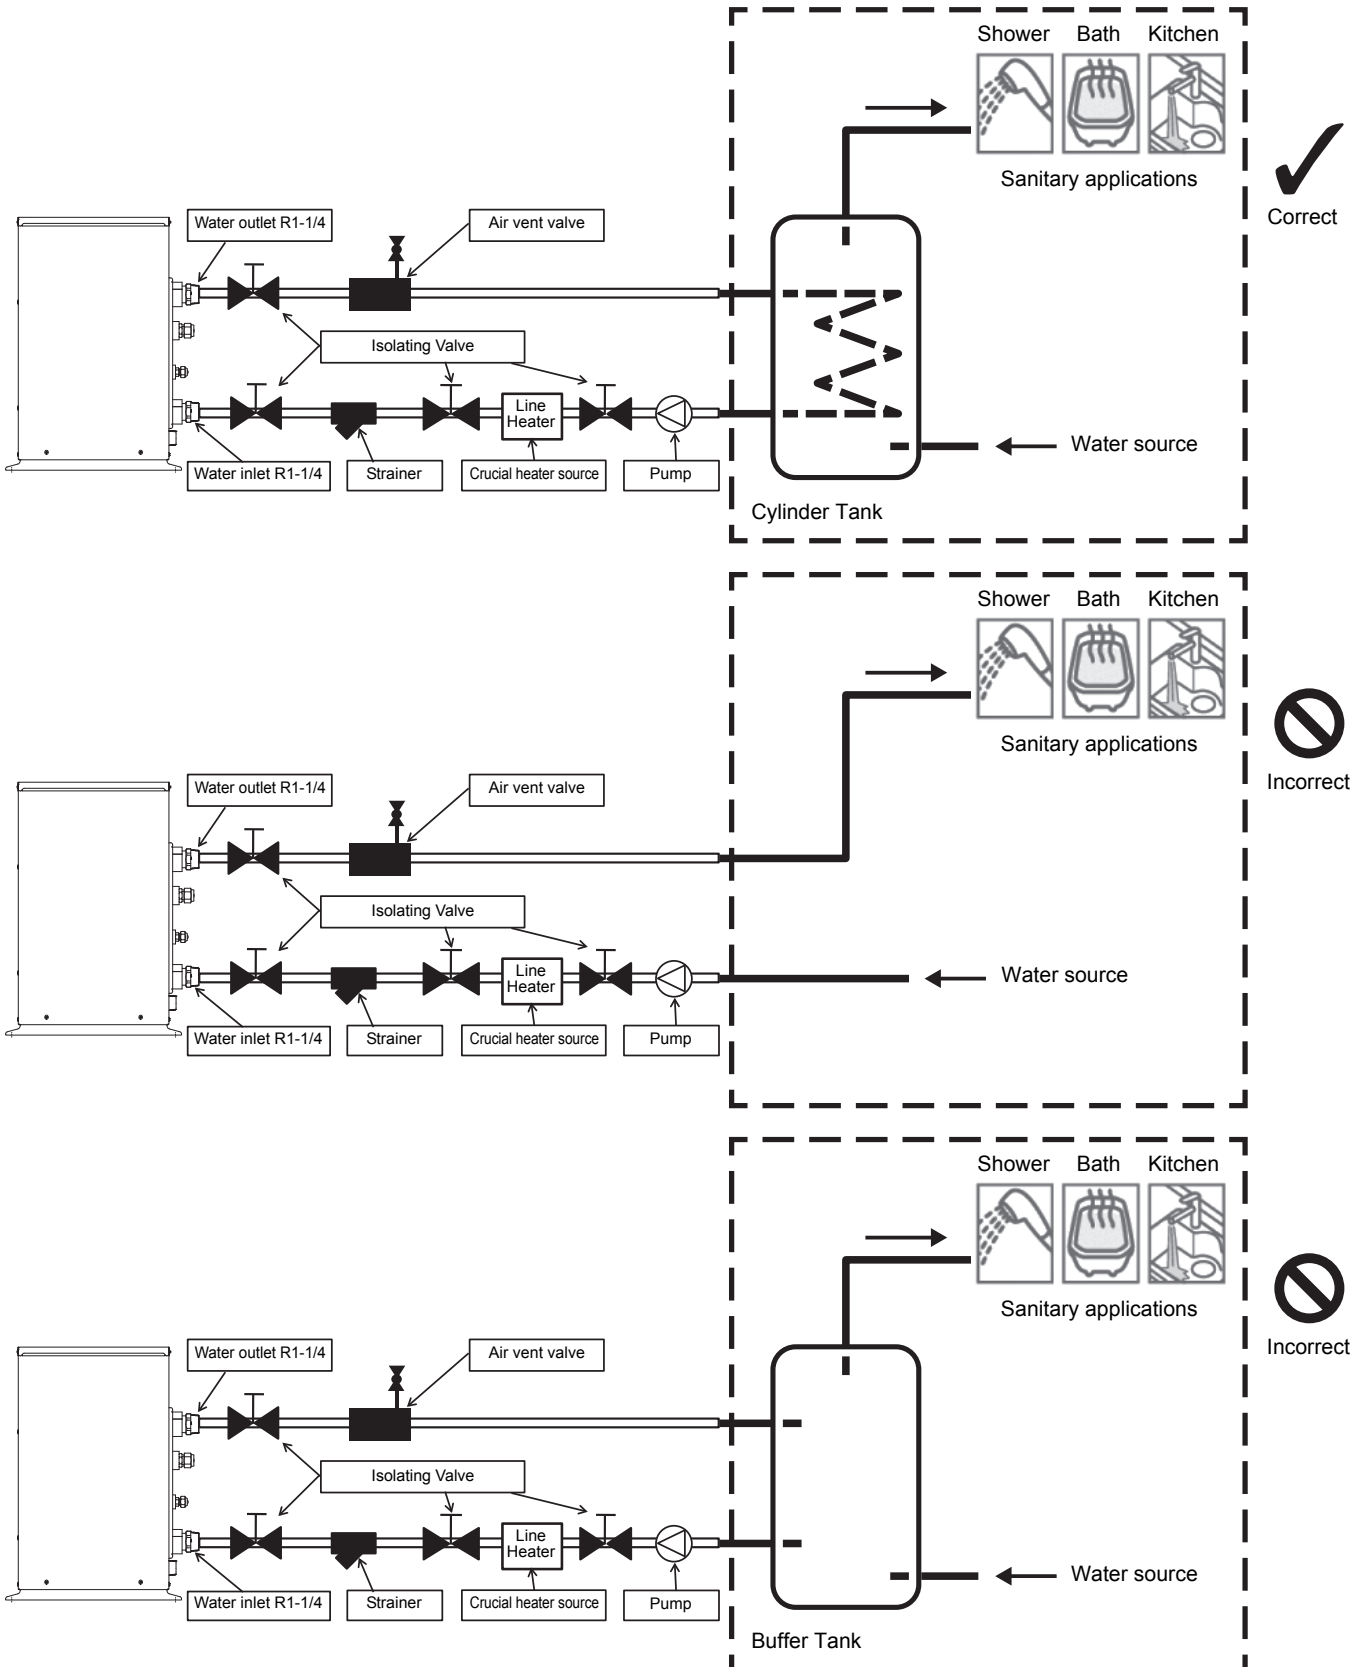 Shower Bath Kitchen
Sanitary applications
Correct
Water outlet R1-1/4
Air vent valve
Isolating Valve
Line
Heater
Water source
Water inlet R1-1/4
Strainer
Crucial heater source
Pump
Cylinder Tank
Shower Bath Kitchen
Sanitary applications
Incorrect
Water outlet R1-1/4
Air vent valve
Isolating Valve
Line
Heater
Water source
Water inlet R1-1/4
Strainer
Crucial heater source
Pump
Shower Bath Kitchen
Sanitary applications
Incorrect
Water outlet R1-1/4
Air vent valve
Isolating Valve
Line
Heater
Water source
Water inlet R1-1/4
Strainer
Crucial heater source
Pump
Buffer Tank